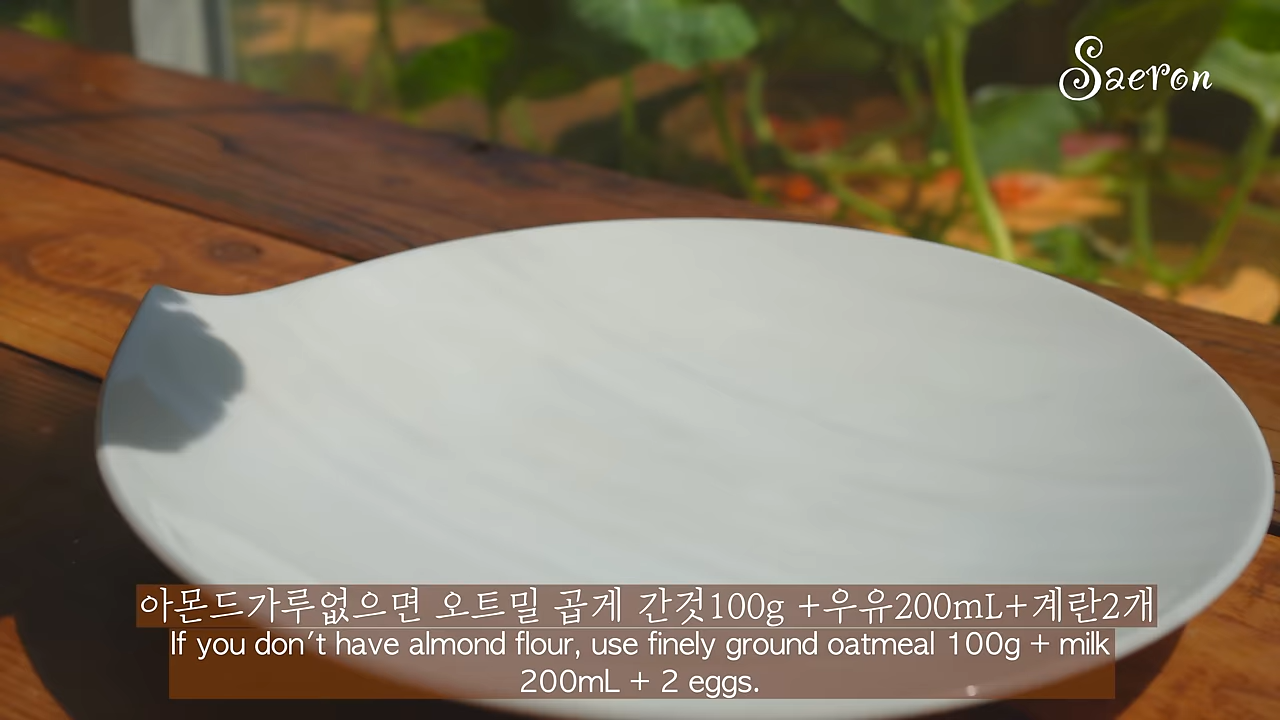 Saeron
아몬드가루없으면 오트밀 곱게 간것100g +우유200mL+계란2개
If you don't have almond flour, use finely ground oatmeal 100g + milk
200mL + 2 eggs.